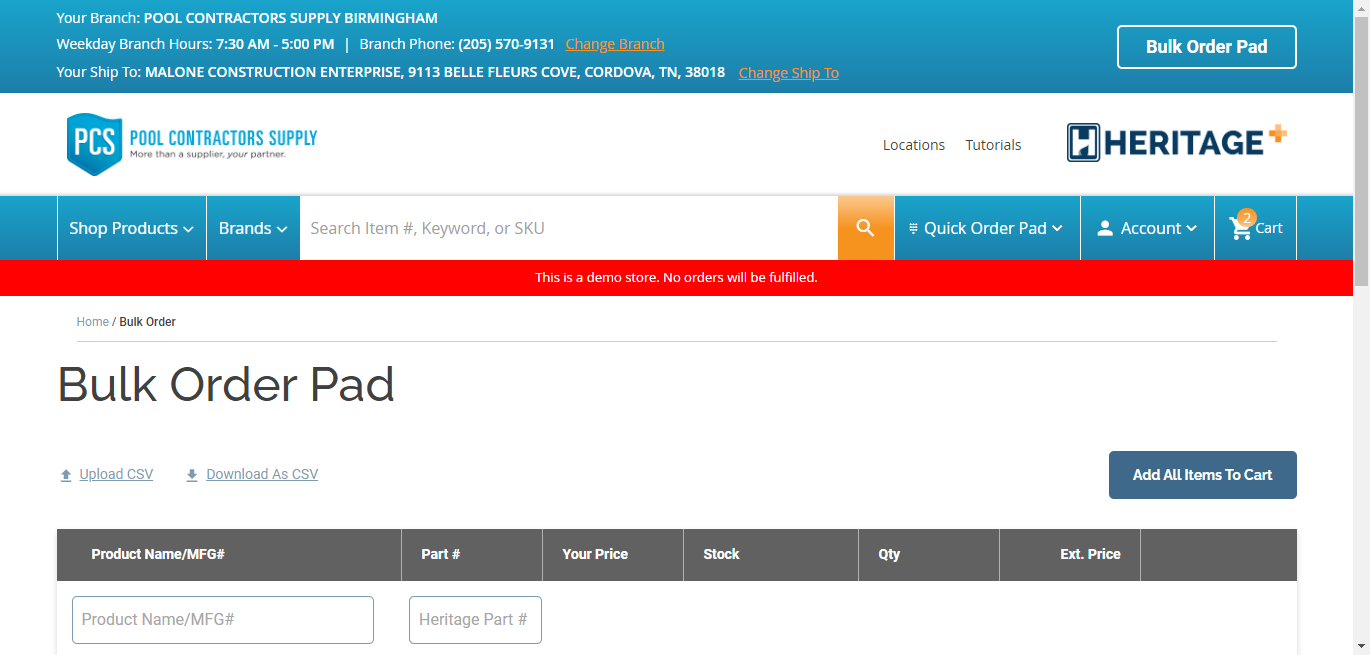 Your Branch: POOL CONTRACTORS SUPPLY BIRMINGHAM
Weekday Branch Hours: 7:30 AM - 5:00 PM | Branch Phone: (205) 570-9131 Change Branch
Your Ship To: MALONE CONSTRUCTION ENTERPRISE, 9113 BELLE FLEURS COVE, CORDOVA, TN, 38018 Change Ship To
Bulk Order Pad
PCS POOL CONTRACTORS SUPPLY
More than a supplier, your partner.
Locations Tutorials
H HERITAGE+
Shop Products Brands Search Item #, Keyword, or SKU Quick Order Pad Account 2 Cart
This is a demo store. No orders will be fulfilled.
Home / Bulk Order
Bulk Order Pad
Upload CSV Download As CSV Add All Items To Cart
Product Name/MFG# Part # Your Price Stock Qty Ext. Price
Product Name/MFG# Heritage Part #